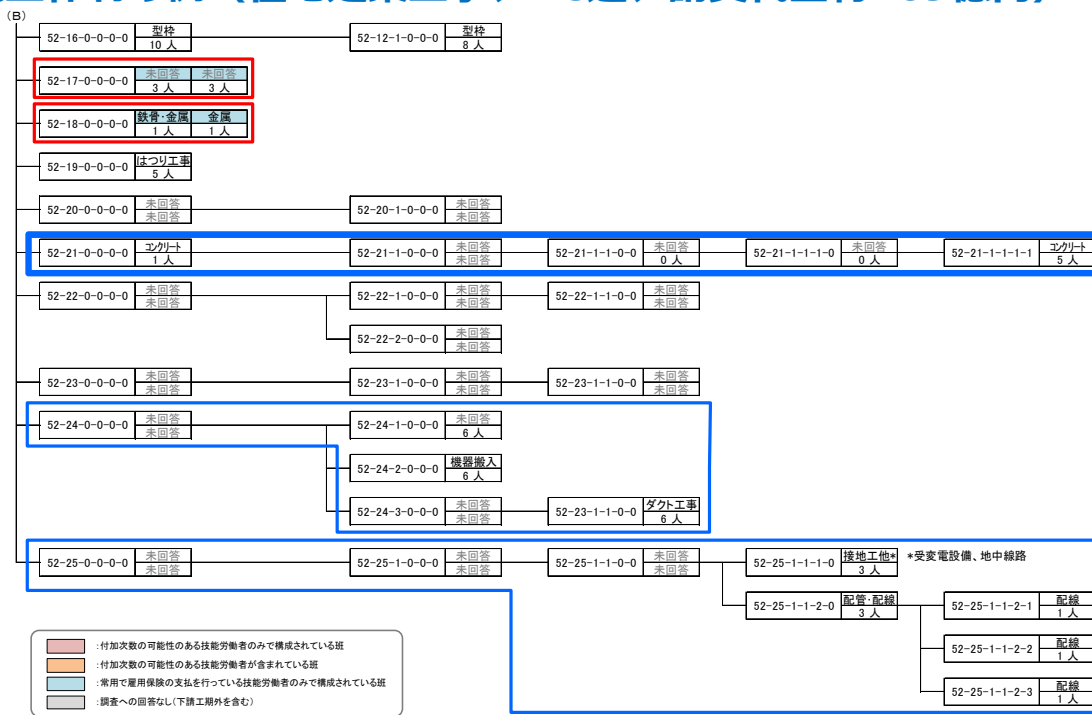 (B)
52-16-0-0-0-0 型枠 10 人 52-12-1-0-0-0 型枠 8 人
52-17-0-0-0-0 未回答 3 人 未回答 3 人
52-18-0-0-0-0 鉄骨・金属 1 人 金属 1 人
52-19-0-0-0-0 はつり工事 5 人
52-20-0-0-0-0 未回答 未回答 52-20-1-0-0-0 未回答 未回答
52-21-0-0-0-0 コンクリート 1 人 52-21-1-0-0-0 未回答 未回答 52-21-1-1-0-0 未回答 0 人 52-21-1-1-1-0 未回答 0 人 52-21-1-1-1-1 コンクリート 5 人
52-22-0-0-0-0 未回答 未回答 52-22-1-0-0-0 未回答 未回答 52-22-1-1-0-0 未回答 未回答
52-22-2-0-0-0 未回答 未回答
52-23-0-0-0-0 未回答 未回答 52-23-1-0-0-0 未回答 未回答 52-23-1-1-0-0 未回答 未回答
52-24-0-0-0-0 未回答 未回答 52-24-1-0-0-0 未回答 6 人
52-24-2-0-0-0 機器搬入 6 人
52-24-3-0-0-0 未回答 未回答 52-23-1-1-0-0 ダクト工事 6 人
52-25-0-0-0-0 未回答 未回答 52-25-1-0-0-0 未回答 未回答 52-25-1-1-0-0 未回答 未回答 52-25-1-1-1-0 接地工他* 3 人 *受変電設備、地中線路
52-25-1-1-2-0 配管・配線 3 人 52-25-1-1-2-1 配線 1 人
52-25-1-1-2-2 配線 1 人
52-25-1-1-2-3 配線 1 人
:付加次数の可能性のある技能労働者のみで構成されている班
:付加次数の可能性のある技能労働者が含まれている班
:常用で雇用保険の支払を行っている技能労働者のみで構成されている班
:調査への回答なし(下請工期外を含む)